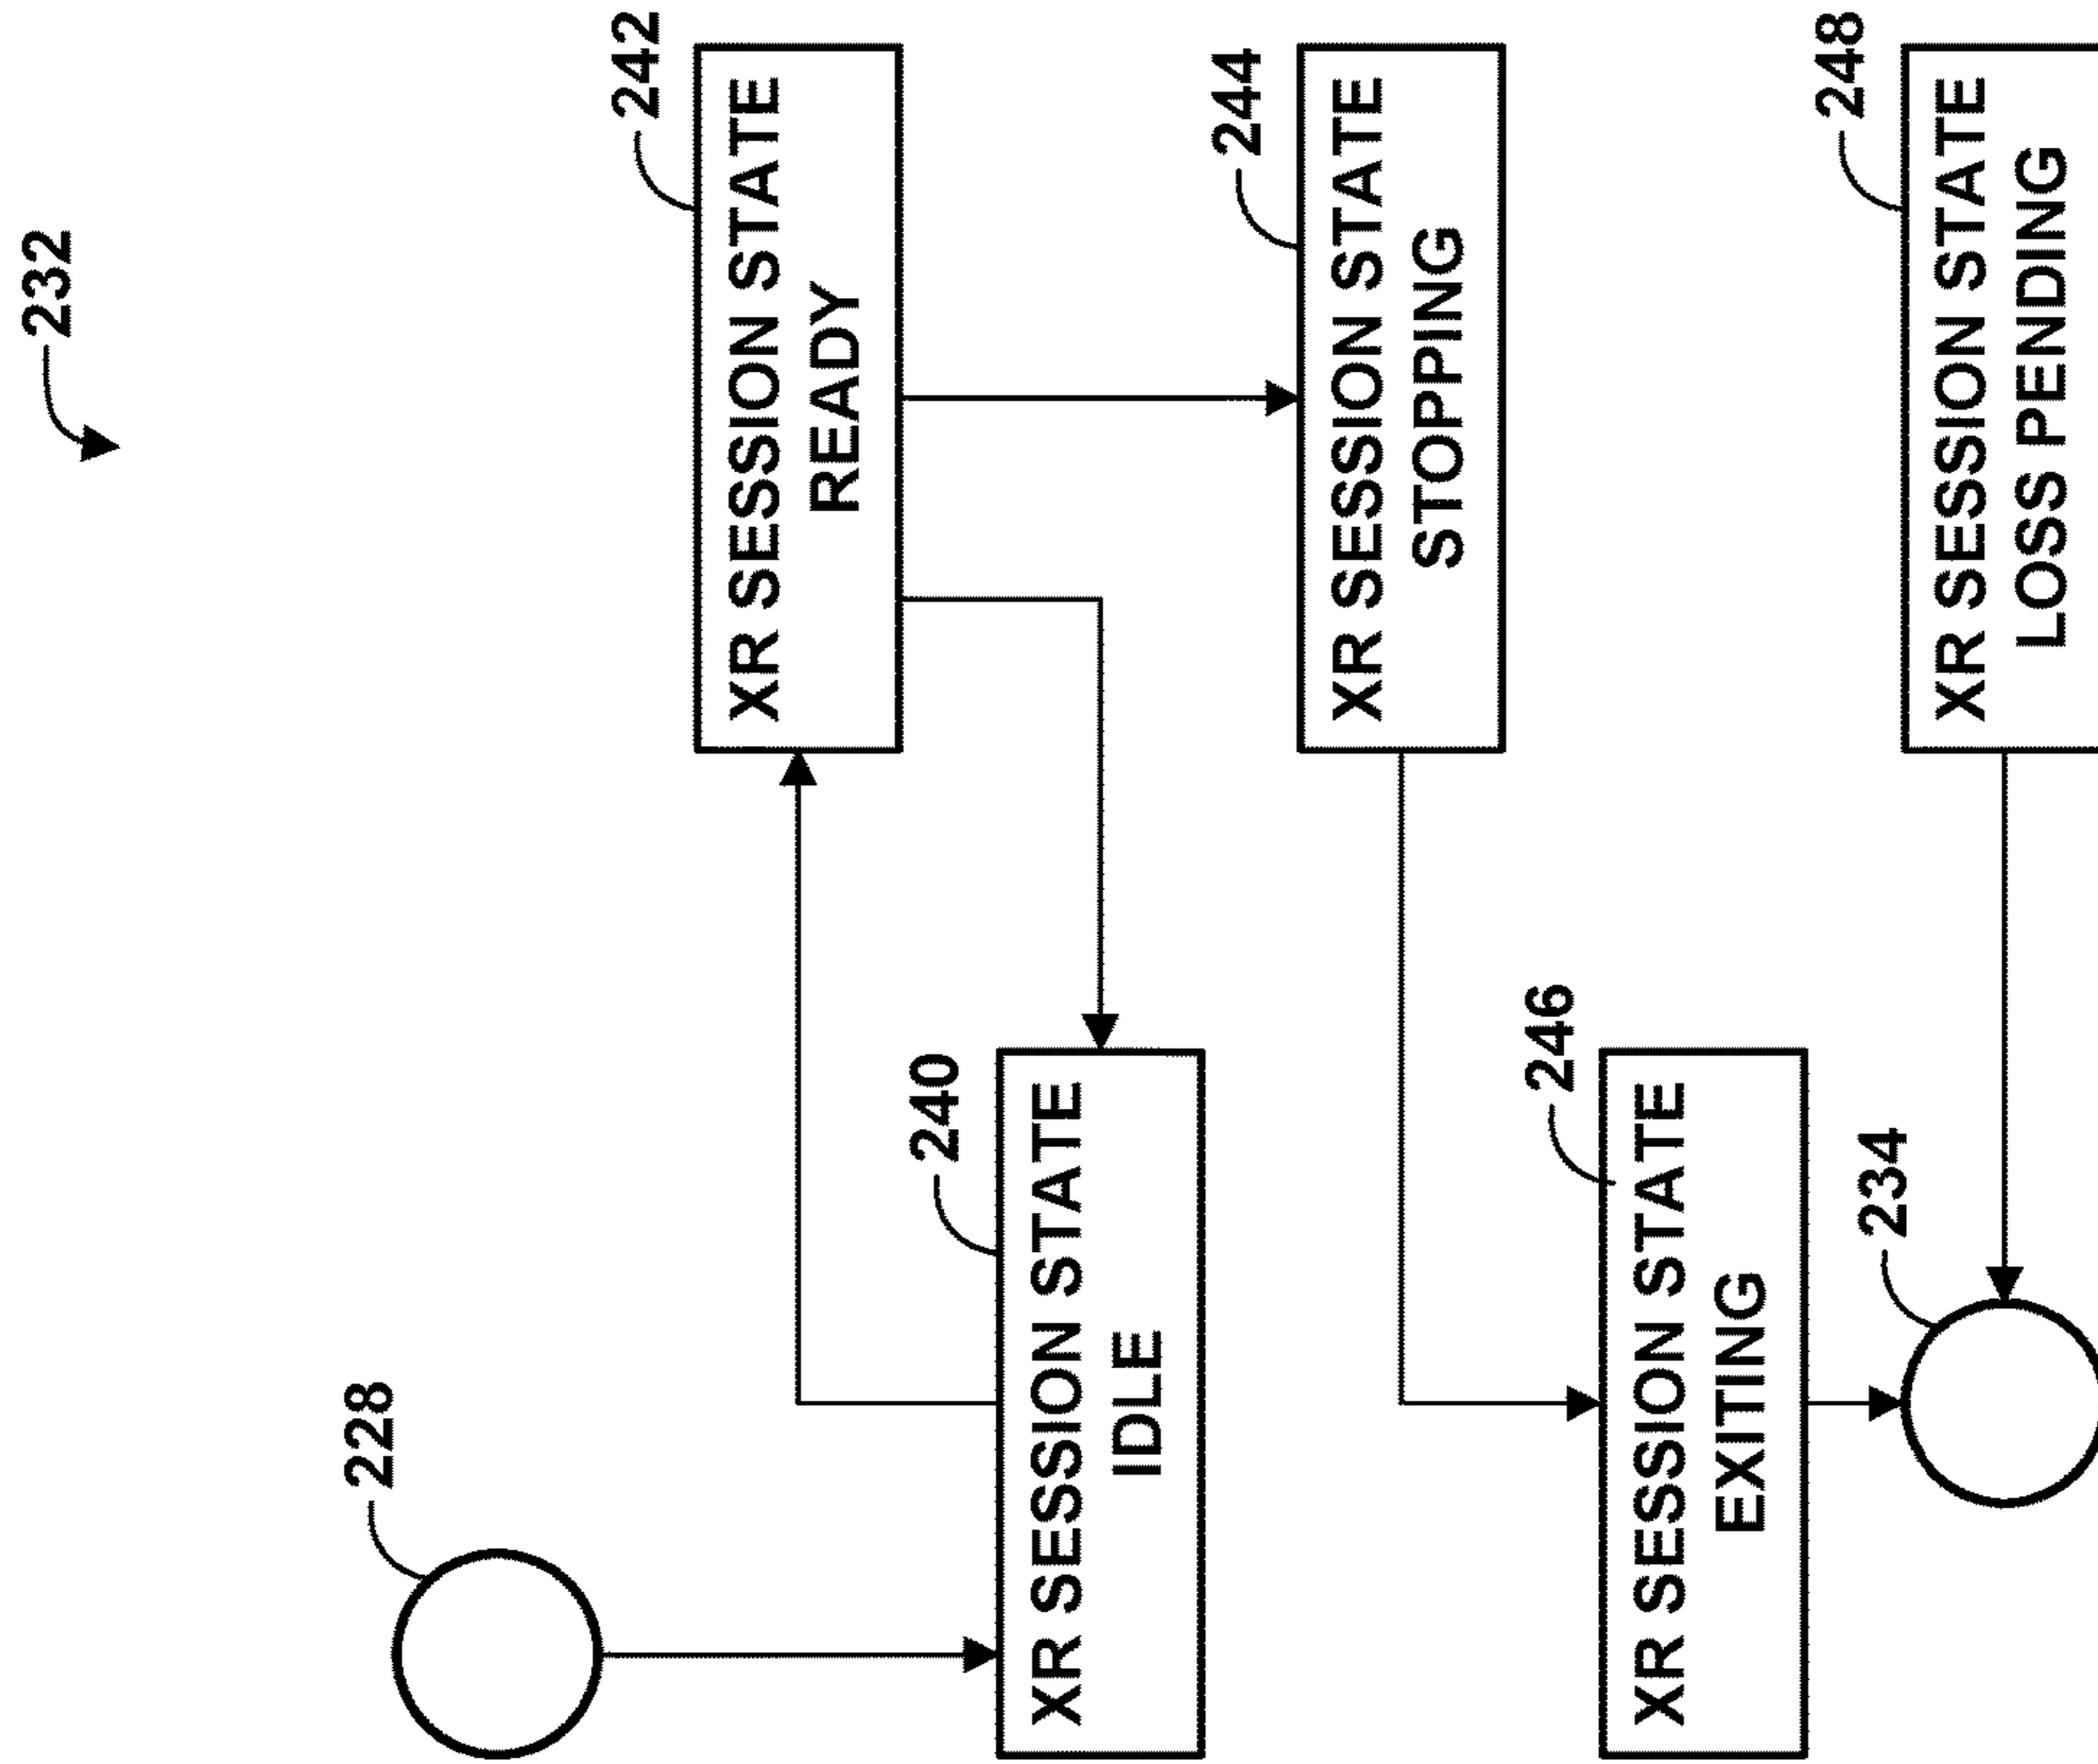 232
242
XR SESSION STATE
READY
228
240
XR SESSION STATE
IDLE
244
XR SESSION STATE
STOPPING
246
XR SESSION STATE
EXITING
248
XR SESSION STATE
LOSS PENDING
234